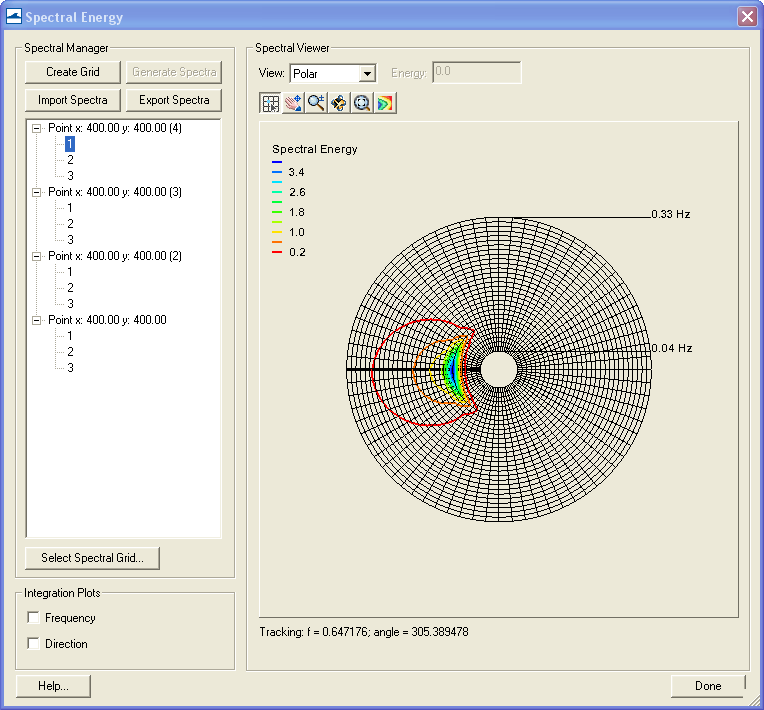 Spectral Energy
Spectral Manager
Create Grid
Generate Spectra
Import Spectra
Export Spectra
Point x: 400.00 y: 400.00 (4)
1
2
3
Point x: 400.00 y: 400.00 (3)
1
2
3
Point x: 400.00 y: 400.00 (2)
1
2
3
Point x: 400.00 y: 400.00
1
2
3
Select Spectral Grid...
Integration Plots
Frequency
Direction
Help...
Spectral Viewer
View: Polar
Energy: 0.0
Spectral Energy
3.4
2.6
1.8
1.0
0.2
0.33 Hz
0.04 Hz
Tracking: f = 0.647176; angle = 305.389478
Done